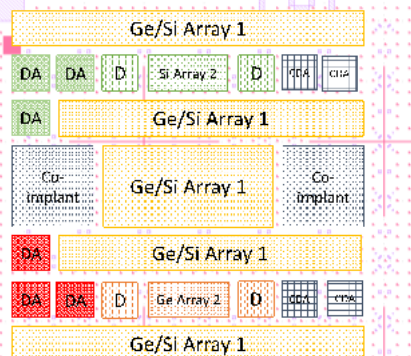 Ge/Si Array 1
DA DA D Si Array 2 D CDA CDA
DA Ge/Si Array 1
Co-
implant
Ge/Si Array 1
Co-
implant
DA Ge/Si Array 1
DA DA D Ge Array 2 D CDA CDA
Ge/Si Array 1